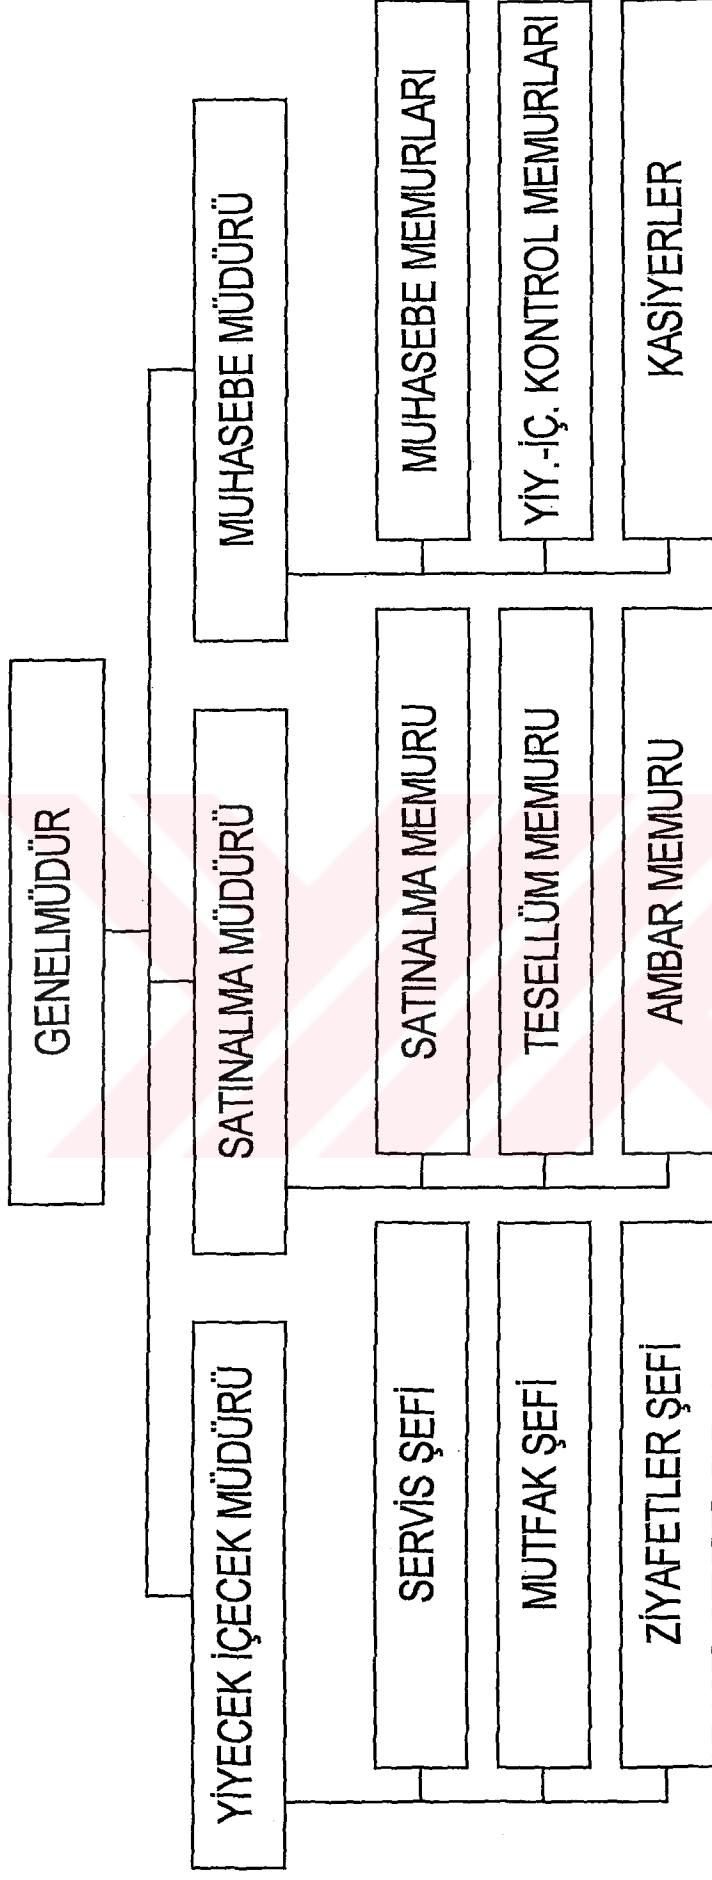 GENELMÜDÜR
YİYECEK İÇECEK MÜDÜRÜ
SATINALMA MÜDÜRÜ
MUHASEBE MÜDÜRÜ
SERVİS ŞEFİ
SATINALMA MEMURU
MUHASEBE MEMURLARI
MUTFAK ŞEFİ
TESELLÜM MEMURU
YİY.-İÇ. KONTROL MEMURLARI
ZİYAFETLER ŞEFİ
AMBAR MEMURU
KASİYERLER